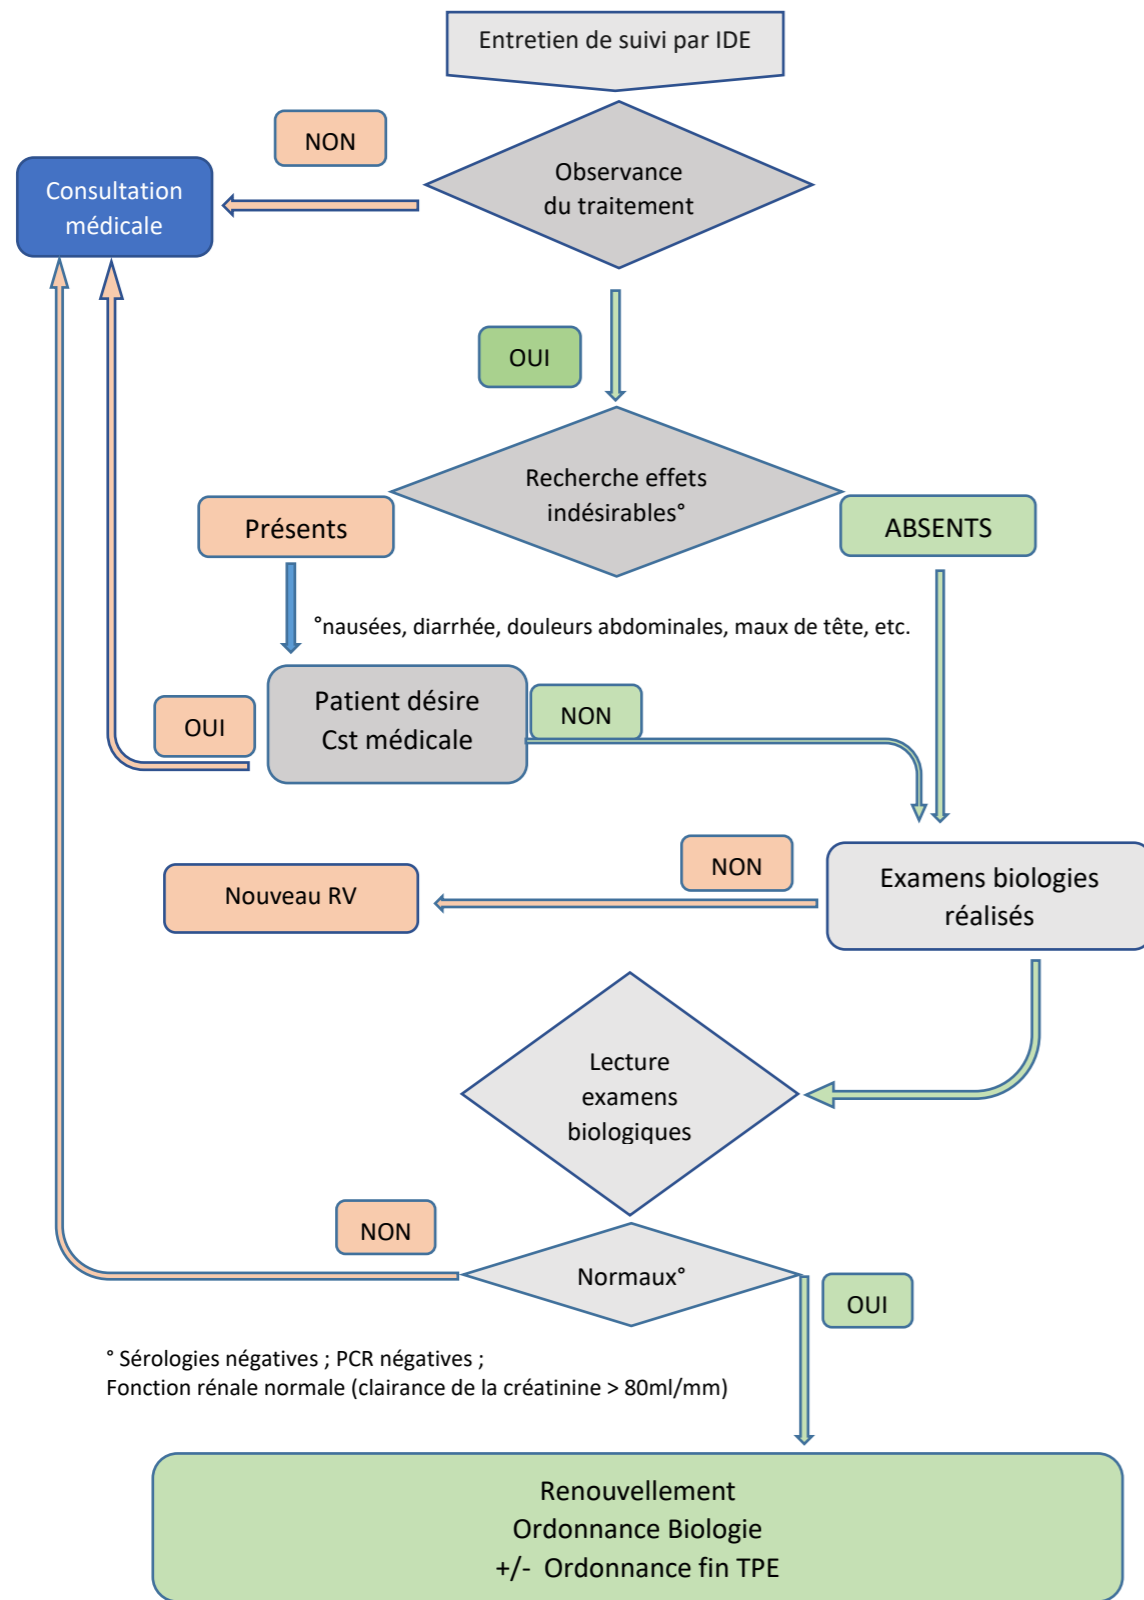 Entretien de suivi par IDE
NON
Observance
du traitement
Consultation
médicale
OUI
Recherche effets
indésirables°
Présents
ABSENTS
°nausées, diarrhée, douleurs abdominales, maux de tête, etc.
Patient désire
Cst médicale
OUI
NON
NON
Examens biologies
réalisés
Nouveau RV
Lecture
examens
biologiques
NON
Normaux°
OUI
° Sérologies négatives ; PCR négatives ;
Fonction rénale normale (clairance de la créatinine > 80ml/mm)
Renouvellement
Ordonnance Biologie
+/- Ordonnance fin TPE